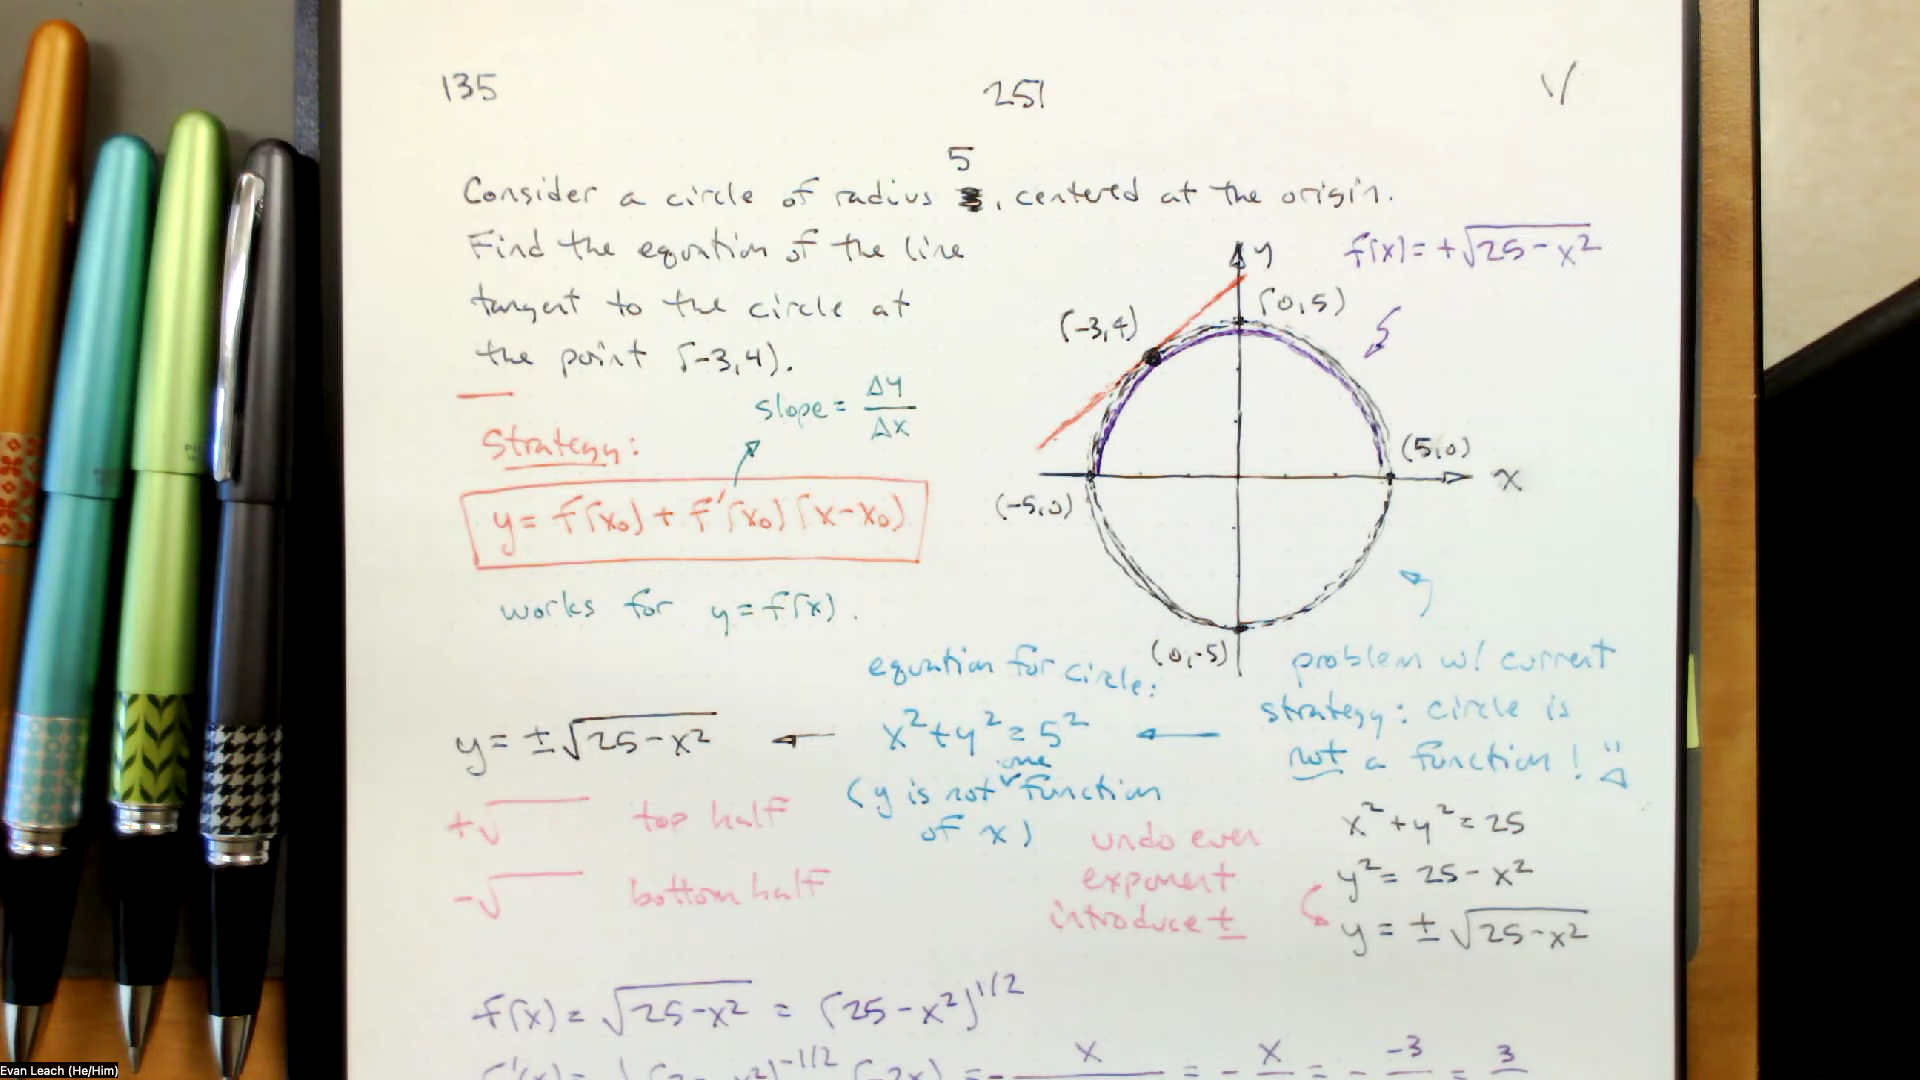 135 251 V
5
Consider a circle of radius , centered at the origin.
Find the equation of the line
tangent to the circle at
the point (-3,4).
f(x) = +√(25-x²)
y
(0,5)
(-3,4)
(5,0)
x
(-5,0)
(0,-5)
slope = Δy/Δx
Strategy:
y = f(x₀) + f'(x₀)(x-x₀)
works for y = f(x).
problem w/ current
strategy: circle is
not a function!
equation for circle:
x² + y² = 5²
(y is not one function
of x)
y = ±√(25-x²)
+√ top half
-√ bottom half
x² + y² = 25
y² = 25 - x²
y = ±√(25-x²)
undo even
exponent
introduce ±
f(x) = √(25-x²) = (25-x²)^1/2
Evan Leach (He/Him)